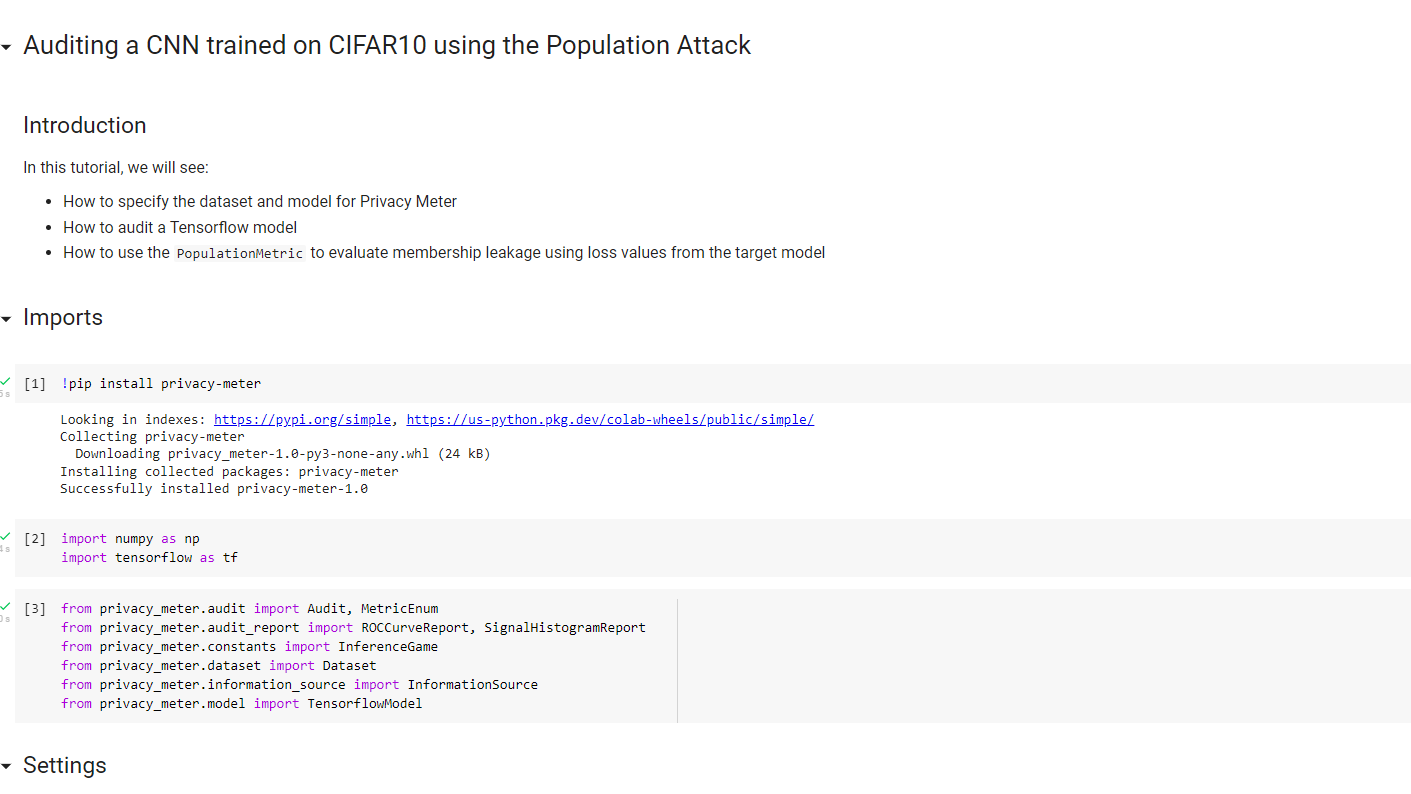 Auditing a CNN trained on CIFAR10 using the Population Attack
Introduction
In this tutorial, we will see:
• How to specify the dataset and model for Privacy Meter
• How to audit a Tensorflow model
• How to use the PopulationMetric to evaluate membership leakage using loss values from the target model
Imports
[1] !pip install privacy-meter
Looking in indexes: https://pypi.org/simple, https://us-python.pkg.dev/colab-wheels/public/simple/
Collecting privacy-meter
Downloading privacy_meter-1.0-py3-none-any.whl (24 kB)
Installing collected packages: privacy-meter
Successfully installed privacy-meter-1.0
[2] import numpy as np
import tensorflow as tf
[3] from privacy_meter.audit import Audit, MetricEnum
from privacy_meter.audit_report import ROCCurveReport, SignalHistogramReport
from privacy_meter.constants import InferenceGame
from privacy_meter.dataset import Dataset
from privacy_meter.information_source import InformationSource
from privacy_meter.model import TensorflowModel
Settings